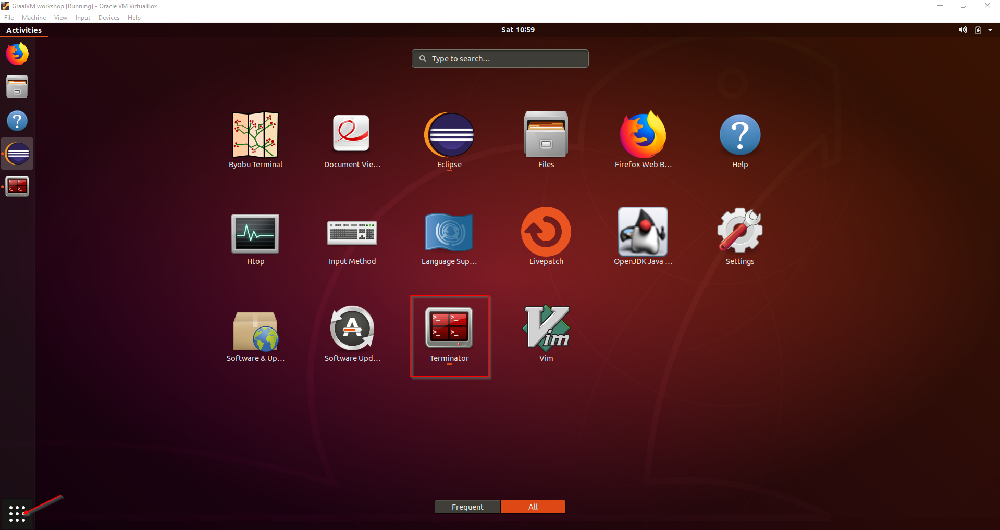 GraalVM workshop [Running] - Oracle VM VirtualBox
File Machine View Input Devices Help
Activities
Sat 10:59
Type to search...
Byobu Terminal
Document Vie...
Eclipse
Files
Firefox Web B...
Help
Htop
Input Method
Language Sup...
Livepatch
OpenJDK Java ...
Settings
Software & Up...
Software Upd...
Terminator
Vim
Vim
Frequent
All